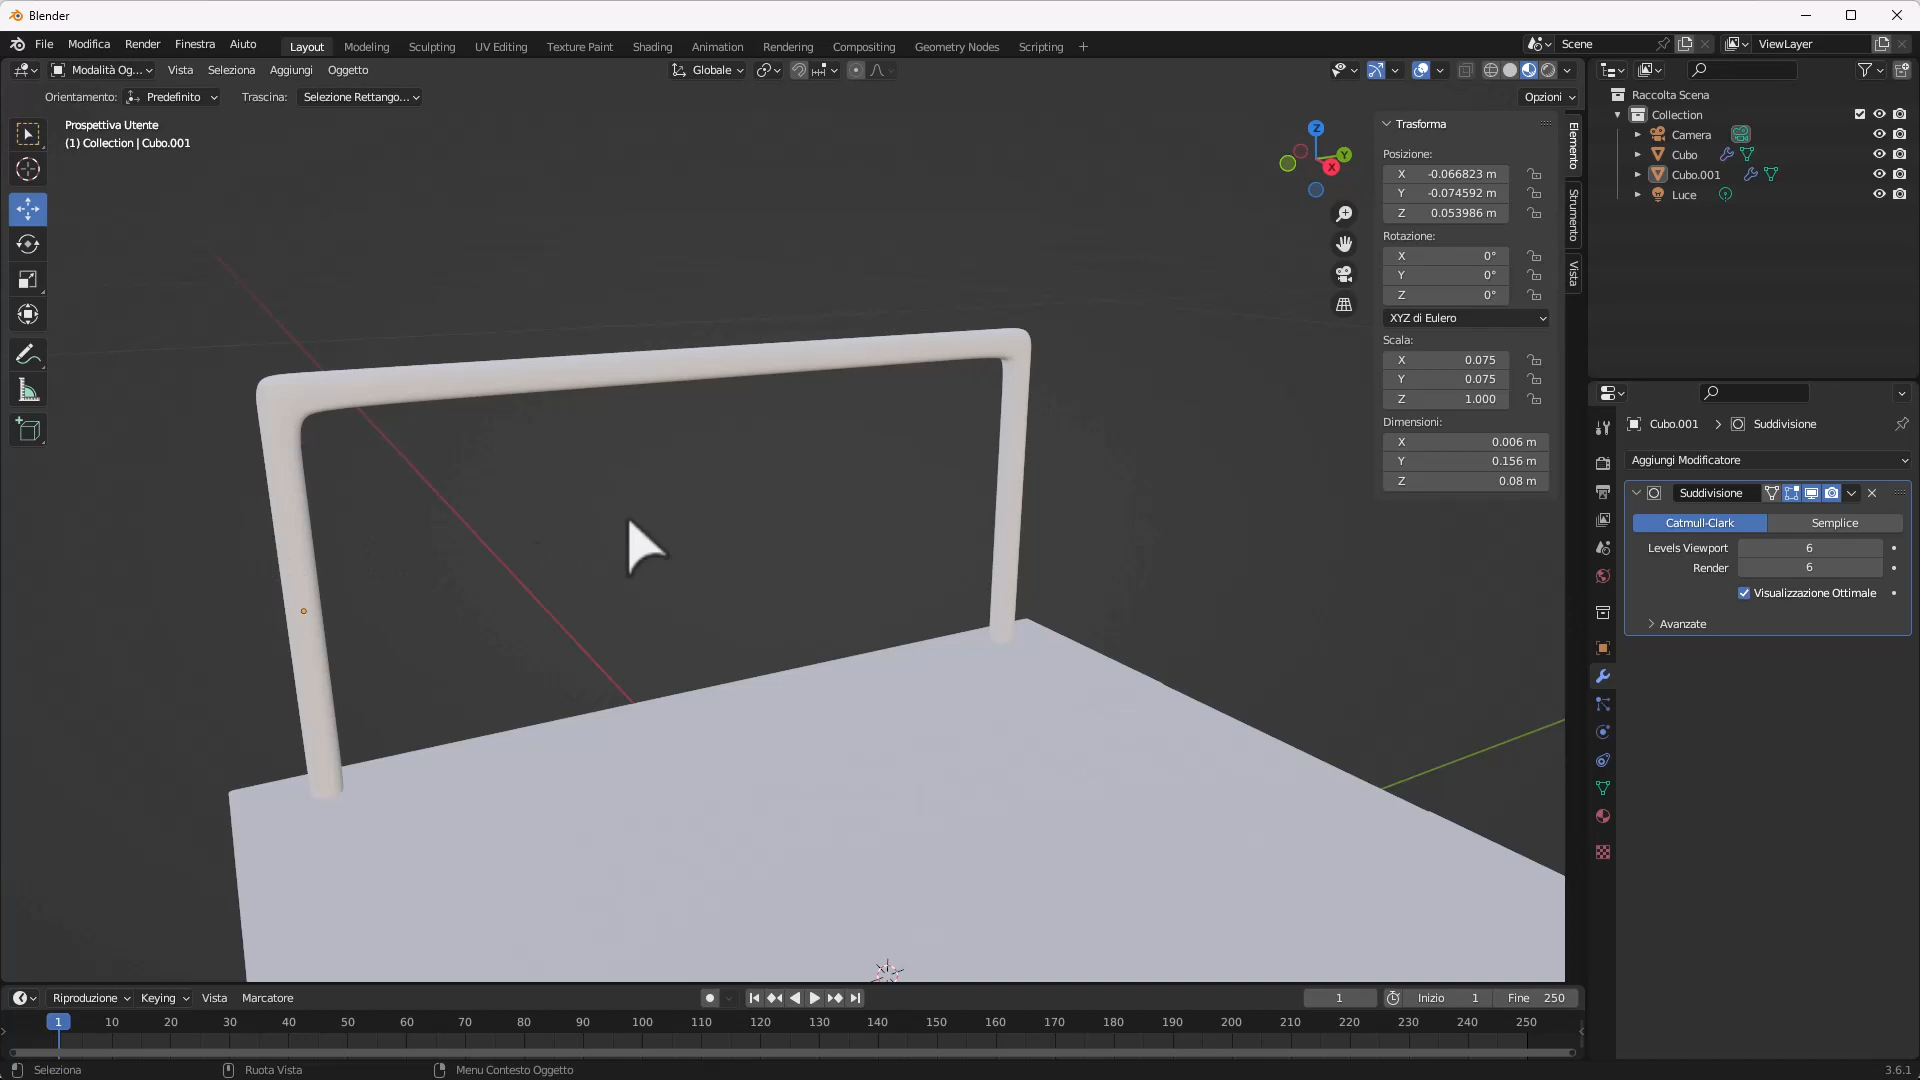 Blender
File Modifica Render Finestra Aiuto Layout Modeling Sculpting UV Editing Texture Paint Shading Animation Rendering Compositing Geometry Nodes Scripting + Scene ViewLayer
Modalità Og... Vista Seleziona Aggiungi Oggetto Globale
Orientamento: Predefinito Trascina: Selezione Rettango... Opzioni
Prospettiva Utente
(1) Collection | Cubo.001
Z
Y
X
Trasforma
Posizione:
X -0.066823 m
Y -0.074592 m
Z 0.053986 m
Rotazione:
X 0°
Y 0°
Z 0°
XYZ di Eulero
Scala:
X 0.075
Y 0.075
Z 1.000
Dimensioni:
X 0.006 m
Y 0.156 m
Z 0.08 m
Elemento
Strumento
Vista
Raccolta Scena
Collection
Camera
Cubo
Cubo.001
Luce
Cubo.001 > Suddivisione
Aggiungi Modificatore
Suddivisione
Catmull-Clark Semplice
Levels Viewport 6
Render 6
Visualizzazione Ottimale
Avanzate
Riproduzione Keying Vista Marcatore 1 Inizio 1 Fine 250
1 10 20 30 40 50 60 70 80 90 100 110 120 130 140 150 160 170 180 190 200 210 220 230 240 250
Seleziona Ruota Vista Menu Contesto Oggetto 3.6.1